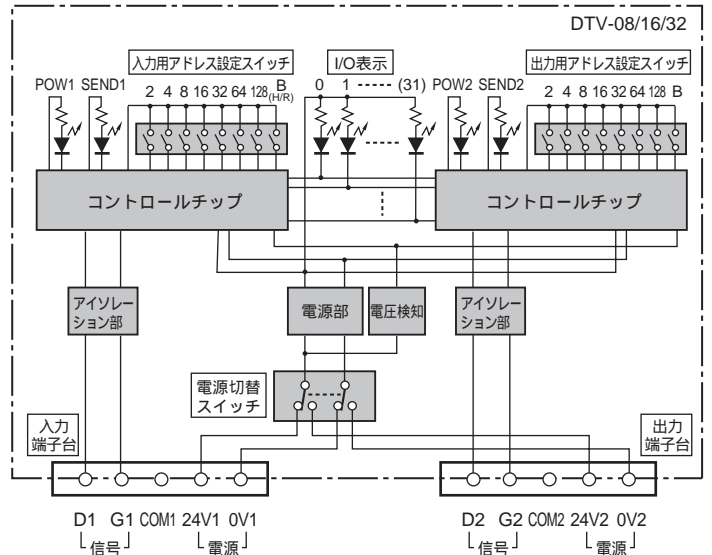 DTV-08/16/32
入力用アドレス設定スイッチ
I/O表示
出力用アドレス設定スイッチ
POW1 SEND1
2 4 8 16 32 64 128 B
(H/R)
0 1 ----- (31)
POW2 SEND2
2 4 8 16 32 64 128 B
コントロールチップ
コントロールチップ
アイソレー
ション部
電源部
電圧検知
アイソレー
ション部
電源切替
スイッチ
入力
端子台
出力
端子台
D1 G1 COM1 24V1 0V1
信号
電源
D2 G2 COM2 24V2 0V2
信号
電源